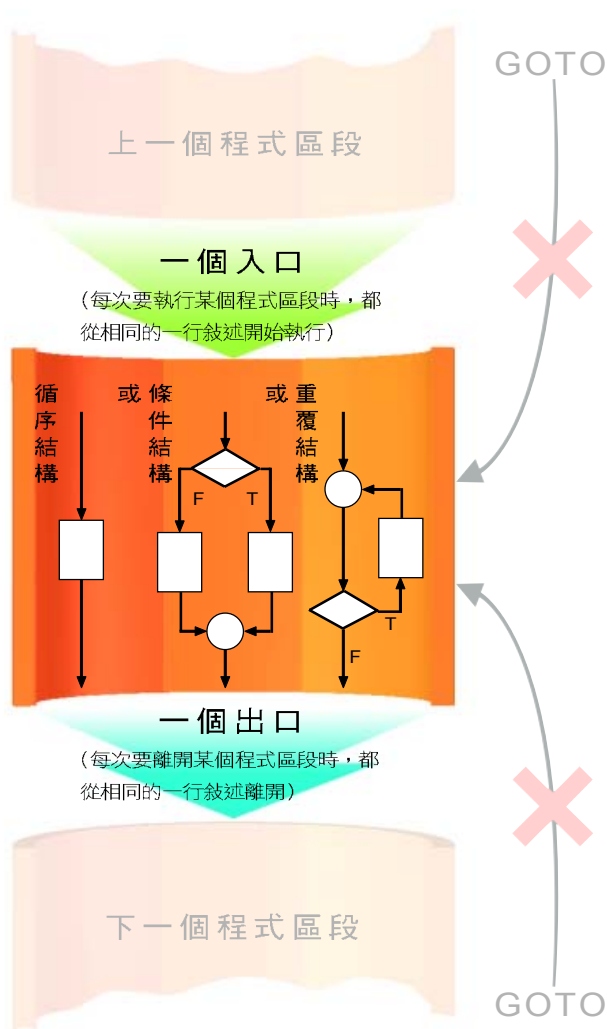 GOTO
上一個程式區段
一個入口
(每次要執行某個程式區段時，都
從相同的一行敘述開始執行)
循序結構
或
條件結構
或
重覆結構
F
T
T
F
一個出口
(每次要離開某個程式區段時，都
從相同的一行敘述離開)
下一個程式區段
GOTO